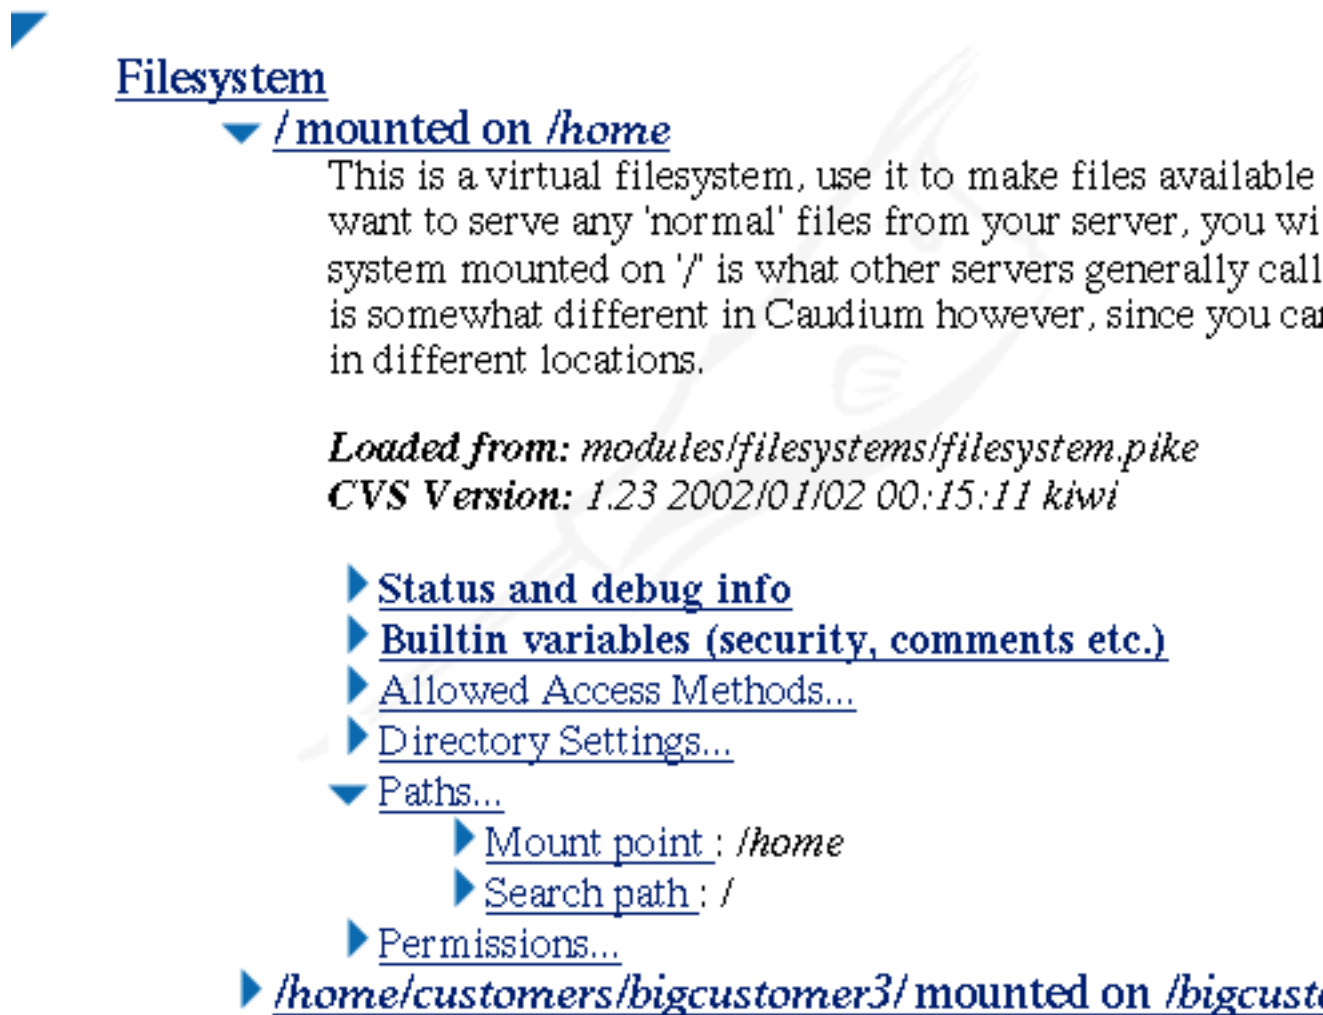 Filesystem
/ mounted on /home
This is a virtual filesystem, use it to make files available
want to serve any 'normal' files from your server, you wi
system mounted on '/' is what other servers generally call
is somewhat different in Caudium however, since you can
in different locations.
Loaded from: modules/filesystems/filesystem.pike
CVS Version: 1.23 2002/01/02 00:15:11 kiwi
Status and debug info
Builtin variables (security, comments etc.)
Allowed Access Methods...
Directory Settings...
Paths...
Mount point : /home
Search path : /
Permissions...
/home/customers/bigcustomer3/ mounted on /bigcusto